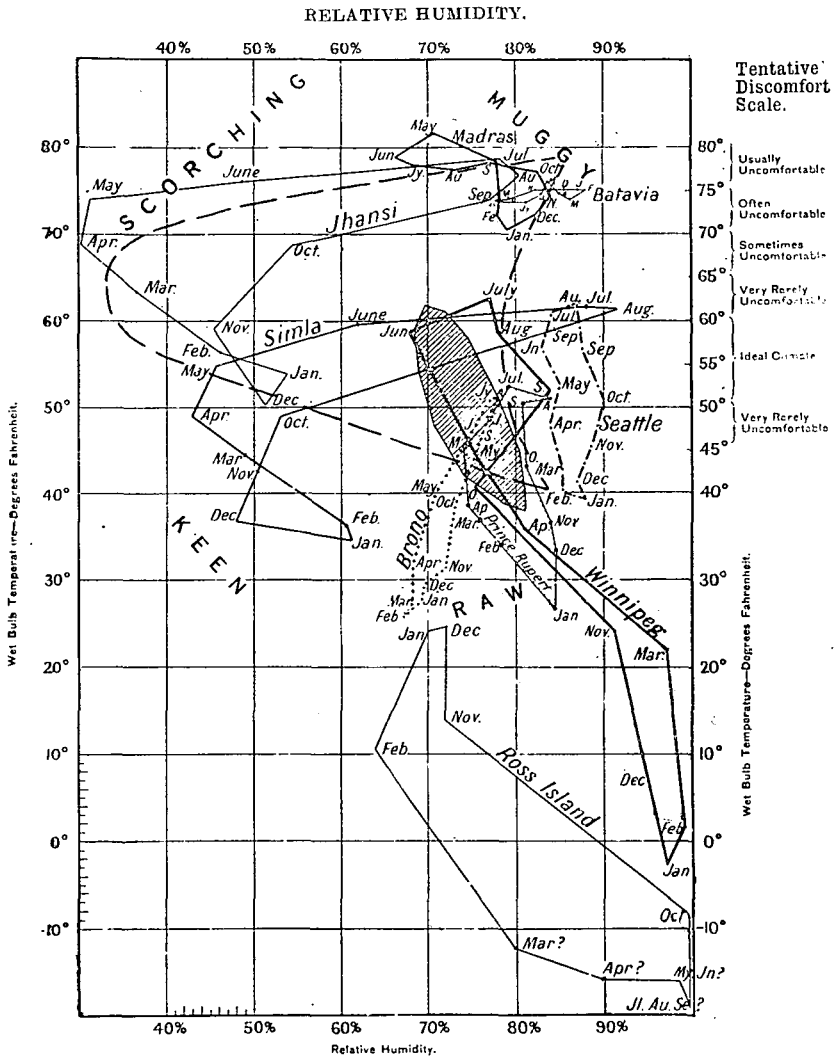 RELATIVE HUMIDITY.
40% 50% 60% 70% 80% 90%
Tentative
Discomfort
Scale.
SCORCHING
MUGGY
May
Madras
80°
Jun
Jul
Oct
80°
Usually
Uncomfortable
Jy. Au S Au
May June
75°
Sep
Batavia
Often
Uncomfortable
Jhansi
Fe
Dec.
M
70°
Jan.
70°
Apr.
Oct.
Sometimes
Uncomfortable
65°
Mar.
July
Au. Jul.
Very Rarely
Uncomfortable
June
Aug.
60°
Simla
Jul
60°
Nov.
Jun
Aug
Sep
Feb.
Jn
Sep
55°
Ideal Climate
May
Jan.
Jul.
S
May
Dec
Oct.
50°
50°
Apr.
Oct.
Apr.
Seattle
Very Rarely
Uncomfortable
Nov.
45°
Mar
Nov.
My
O.
Mar
Dec
40°
May
Oct
Feb.
Jan.
40°
KEEN
Dec
Feb.
Jan.
Brono
Ap
Mar.
Prince Rupert
Feb
Ap.
Nov
Dec
30°
Apr
Nov.
Winnipeg
30°
Mar
Dec
Jan
RAW
Feb
Jan
Jan
Dec
Nov.
Mar.
20°
20°
Nov.
10°
Feb.
Ross Island
Dec
10°
Feb
0°
0°
Jan
Oct
-10°
-10°
Mar?
Apr?
My Jn?
Jl. Au. Se?
40% 50% 60% 70% 80% 90%
Relative Humidity.
Wet Bulb Temperature—Degrees Fahrenheit.
Wet Bulb Temperature—Degrees Fahrenheit.